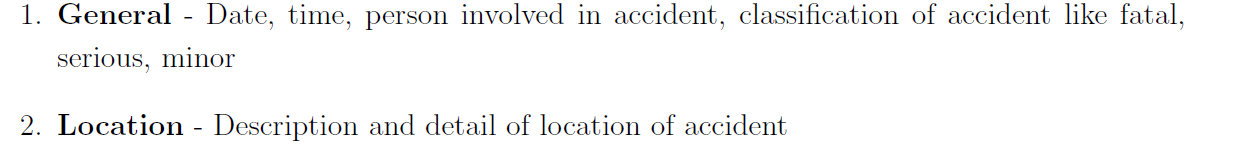 1. General - Date, time, person involved in accident, classification of accident like fatal,
serious, minor
2. Location - Description and detail of location of accident